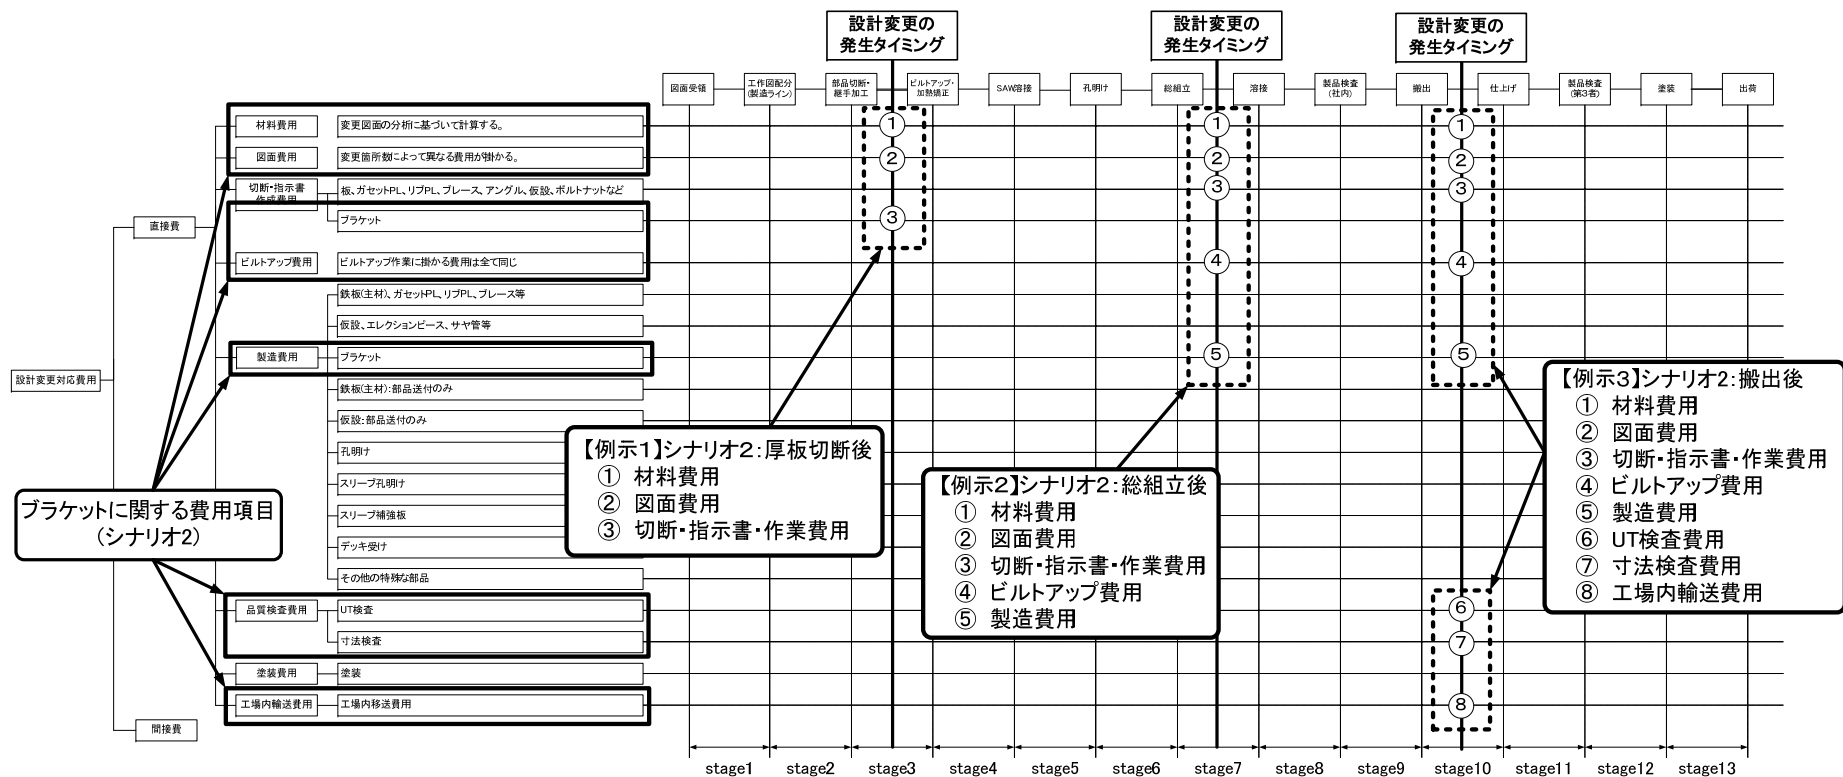 設計変更の
発生タイミング
設計変更の
発生タイミング
設計変更の
発生タイミング
図面受領
工作図配分
(製造ライン)
部品切断・
継手加工
ビルトアップ・
加熱矯正
SAW溶接
孔明け
総組立
溶接
製品検査
(社内)
搬出
仕上げ
製品検査
(第3者)
塗装
出荷
材料費用
変更図面の分析に基づいて計算する。
① ① ①
図面費用
変更箇所数によって異なる費用が掛かる。
② ② ②
切断・指示書
作成費用
板、ガセットPL、リブPL、ブレース、アングル、仮設、ボルトナットなど
③ ③
直接費
ブラケット
③
ビルトアップ費用
ビルトアップ作業に掛かる費用は全て同じ
④ ④
鉄板(主材)、ガセットPL、リブPL、ブレース等
仮設、エレクションピース、サヤ管等
製造費用
ブラケット
⑤ ⑤
設計変更対応費用
鉄板(主材):部品送付のみ
仮設:部品送付のみ
孔明け
スリーブ孔明け
スリーブ補強板
デッキ受け
その他の特殊な部品
品質検査費用
UT検査
⑥
寸法検査
⑦
塗装費用
塗装
工場内輸送費用
工場内移送費用
⑧
間接費
ブラケットに関する費用項目
(シナリオ2)
【例示1】シナリオ2:厚板切断後
① 材料費用
② 図面費用
③ 切断・指示書・作業費用
【例示2】シナリオ2:総組立後
① 材料費用
② 図面費用
③ 切断・指示書・作業費用
④ ビルトアップ費用
⑤ 製造費用
【例示3】シナリオ2:搬出後
① 材料費用
② 図面費用
③ 切断・指示書・作業費用
④ ビルトアップ費用
⑤ 製造費用
⑥ UT検査費用
⑦ 寸法検査費用
⑧ 工場内輸送費用
stage1 stage2 stage3 stage4 stage5 stage6 stage7 stage8 stage9 stage10 stage11 stage12 stage13